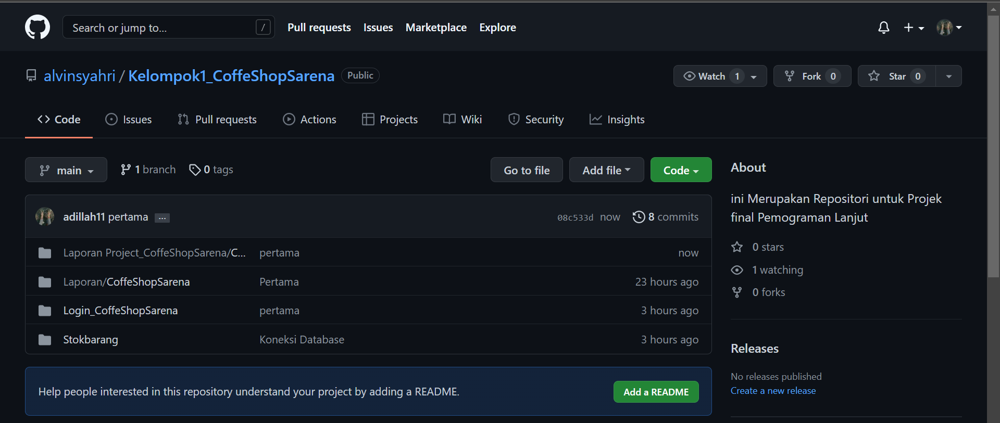 Search or jump to... /
Pull requests Issues Marketplace Explore
alvinsyahri / Kelompok1_CoffeShopSarena Public
Watch 1 Fork 0 Star 0
Code Issues Pull requests Actions Projects Wiki Security Insights
main 1 branch 0 tags
Go to file Add file Code
adillah11 pertama ... 08c533d now 8 commits
Laporan Project_CoffeShopSarena/C... pertama now
Laporan/CoffeShopSarena Pertama 23 hours ago
Login_CoffeShopSarena pertama 3 hours ago
Stokbarang Koneksi Database 3 hours ago
Help people interested in this repository understand your project by adding a README. Add a README
About
ini Merupakan Repositori untuk Projek
final Pemograman Lanjut
0 stars
1 watching
0 forks
Releases
No releases published
Create a new release